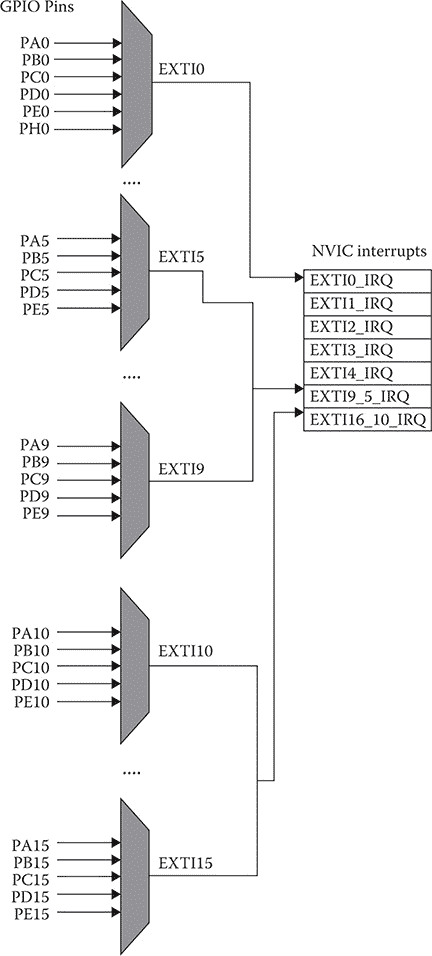 GPIO Pins
PA0
PB0
PC0
PD0
PE0
PH0
EXTI0
....
PA5
PB5
PC5
PD5
PE5
EXTI5
....
PA9
PB9
PC9
PD9
PE9
EXTI9
PA10
PB10
PC10
PD10
PE10
EXTI10
....
PA15
PB15
PC15
PD15
PE15
EXTI15
NVIC interrupts
EXTI0_IRQ
EXTI1_IRQ
EXTI2_IRQ
EXTI3_IRQ
EXTI4_IRQ
EXTI9_5_IRQ
EXTI16_10_IRQ